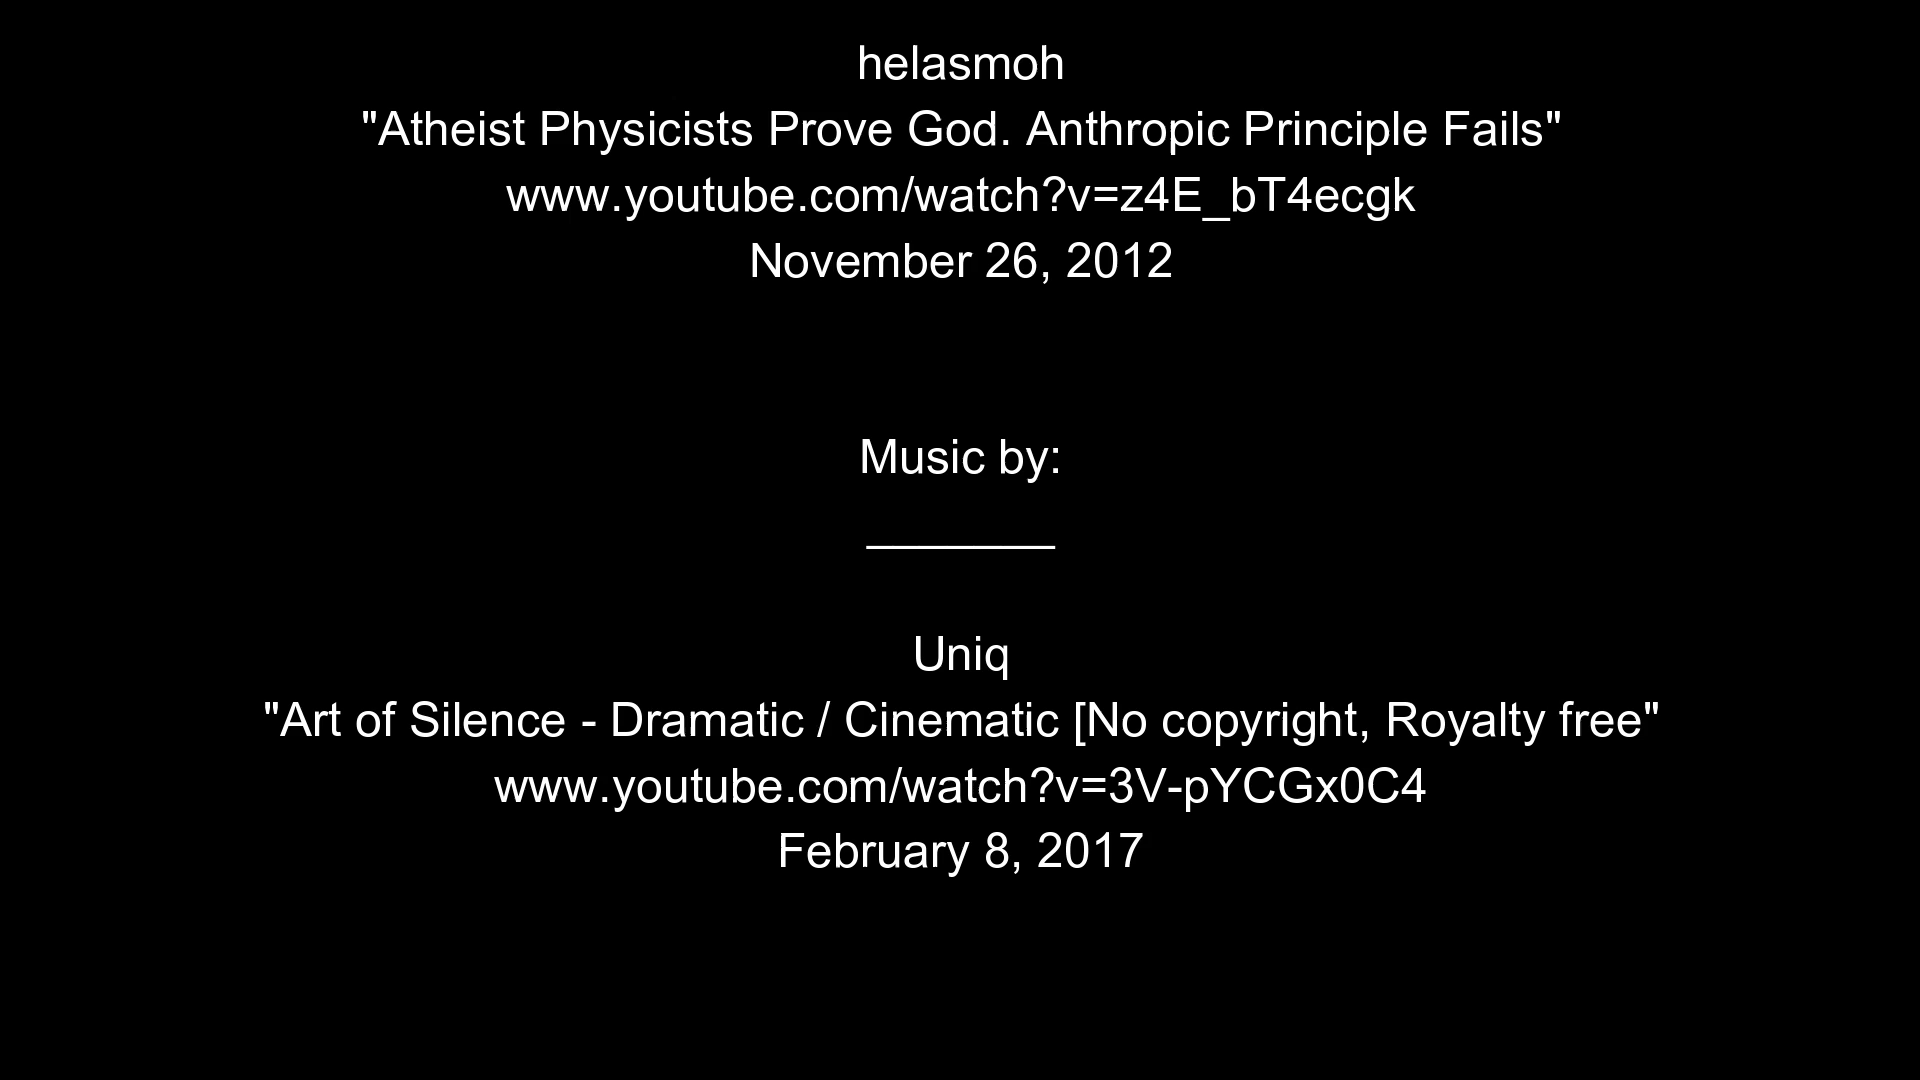 helasmoh
"Atheist Physicists Prove God. Anthropic Principle Fails"
www.youtube.com/watch?v=z4E_bT4ecgk
November 26, 2012
Music by:
________
Uniq
"Art of Silence - Dramatic / Cinematic [No copyright, Royalty free"
www.youtube.com/watch?v=3V-pYCGx0C4
February 8, 2017